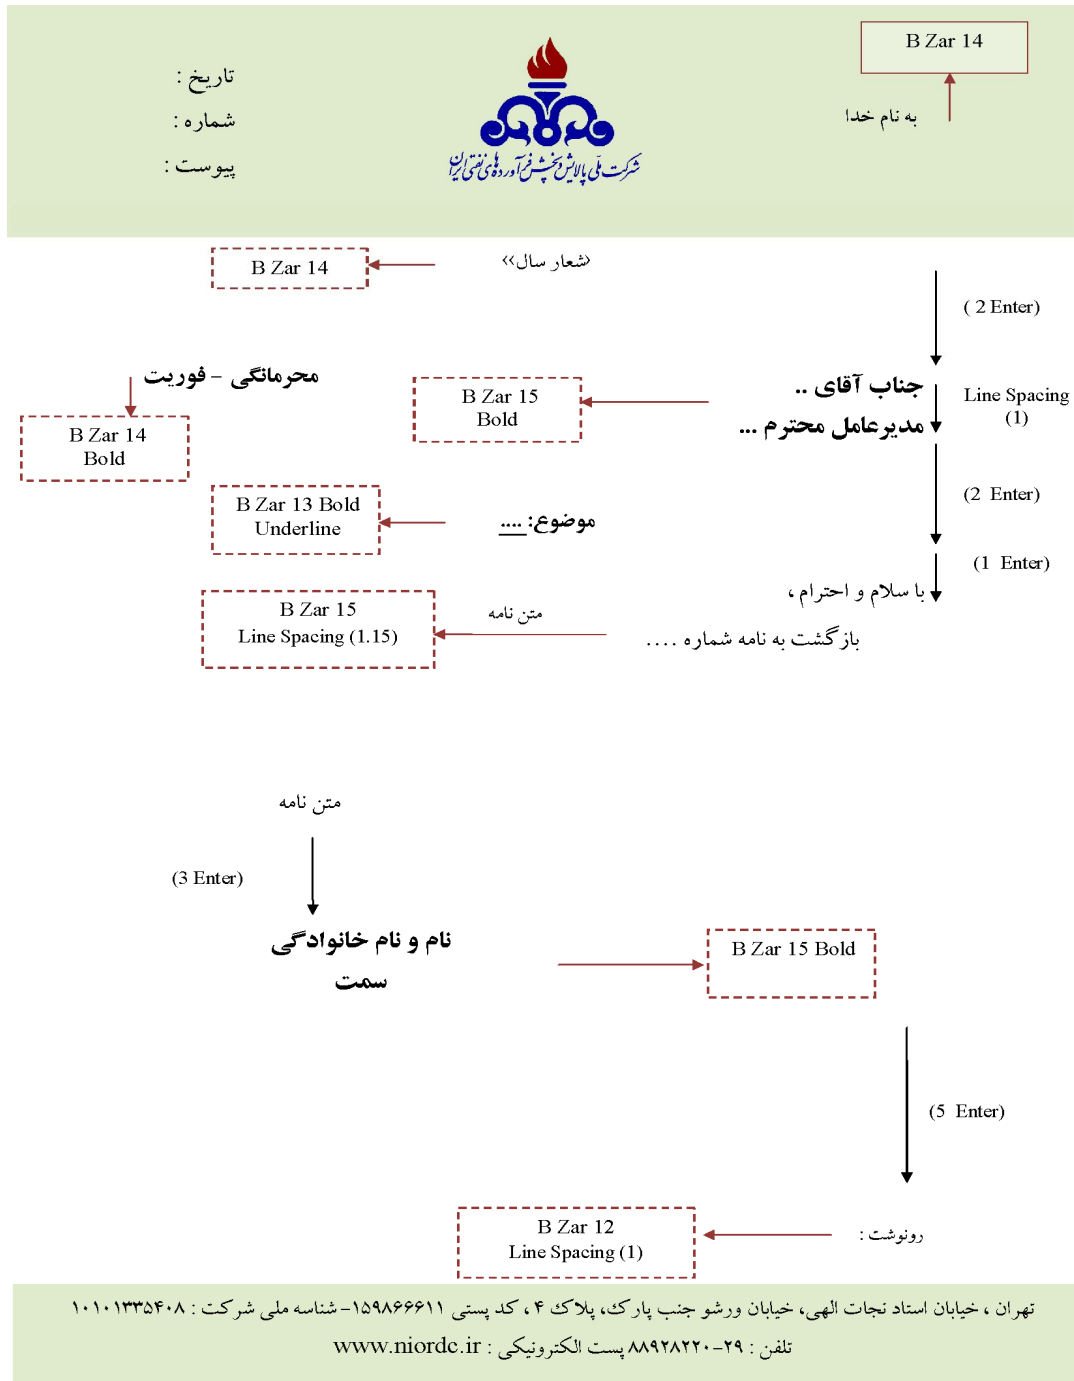 B Zar 14
به نام خدا
تاریخ :
شماره :
پیوست :
شرکت ملّی پالایش و پخش فرآورده‌های نفتی ایران
‹شعار سال››
B Zar 14
( 2 Enter)
محرمانگی – فوریت
B Zar 14
Bold
جناب آقای ..
مدیرعامل محترم ...
B Zar 15
Bold
Line Spacing
(1)
(2 Enter)
موضوع: ....
B Zar 13 Bold
Underline
(1 Enter)
با سلام و احترام ،
بازگشت به نامه شماره ....
متن نامه
B Zar 15
Line Spacing (1.15)
متن نامه
(3 Enter)
نام و نام خانوادگی
سمت
B Zar 15 Bold
(5 Enter)
رونوشت :
B Zar 12
Line Spacing (1)
تهران ، خیابان استاد نجات الهی، خیابان ورشو جنب پارک، پلاک ۴ ، کد پستی ۱۵۹۸۶۶۶۱۱- شناسه ملی شرکت : ۱۰۱۰۱۳۳۵۴۰۸
تلفن : ۲۹-۸۸۹۲۸۲۲۰ پست الکترونیکی : www.niordc.ir